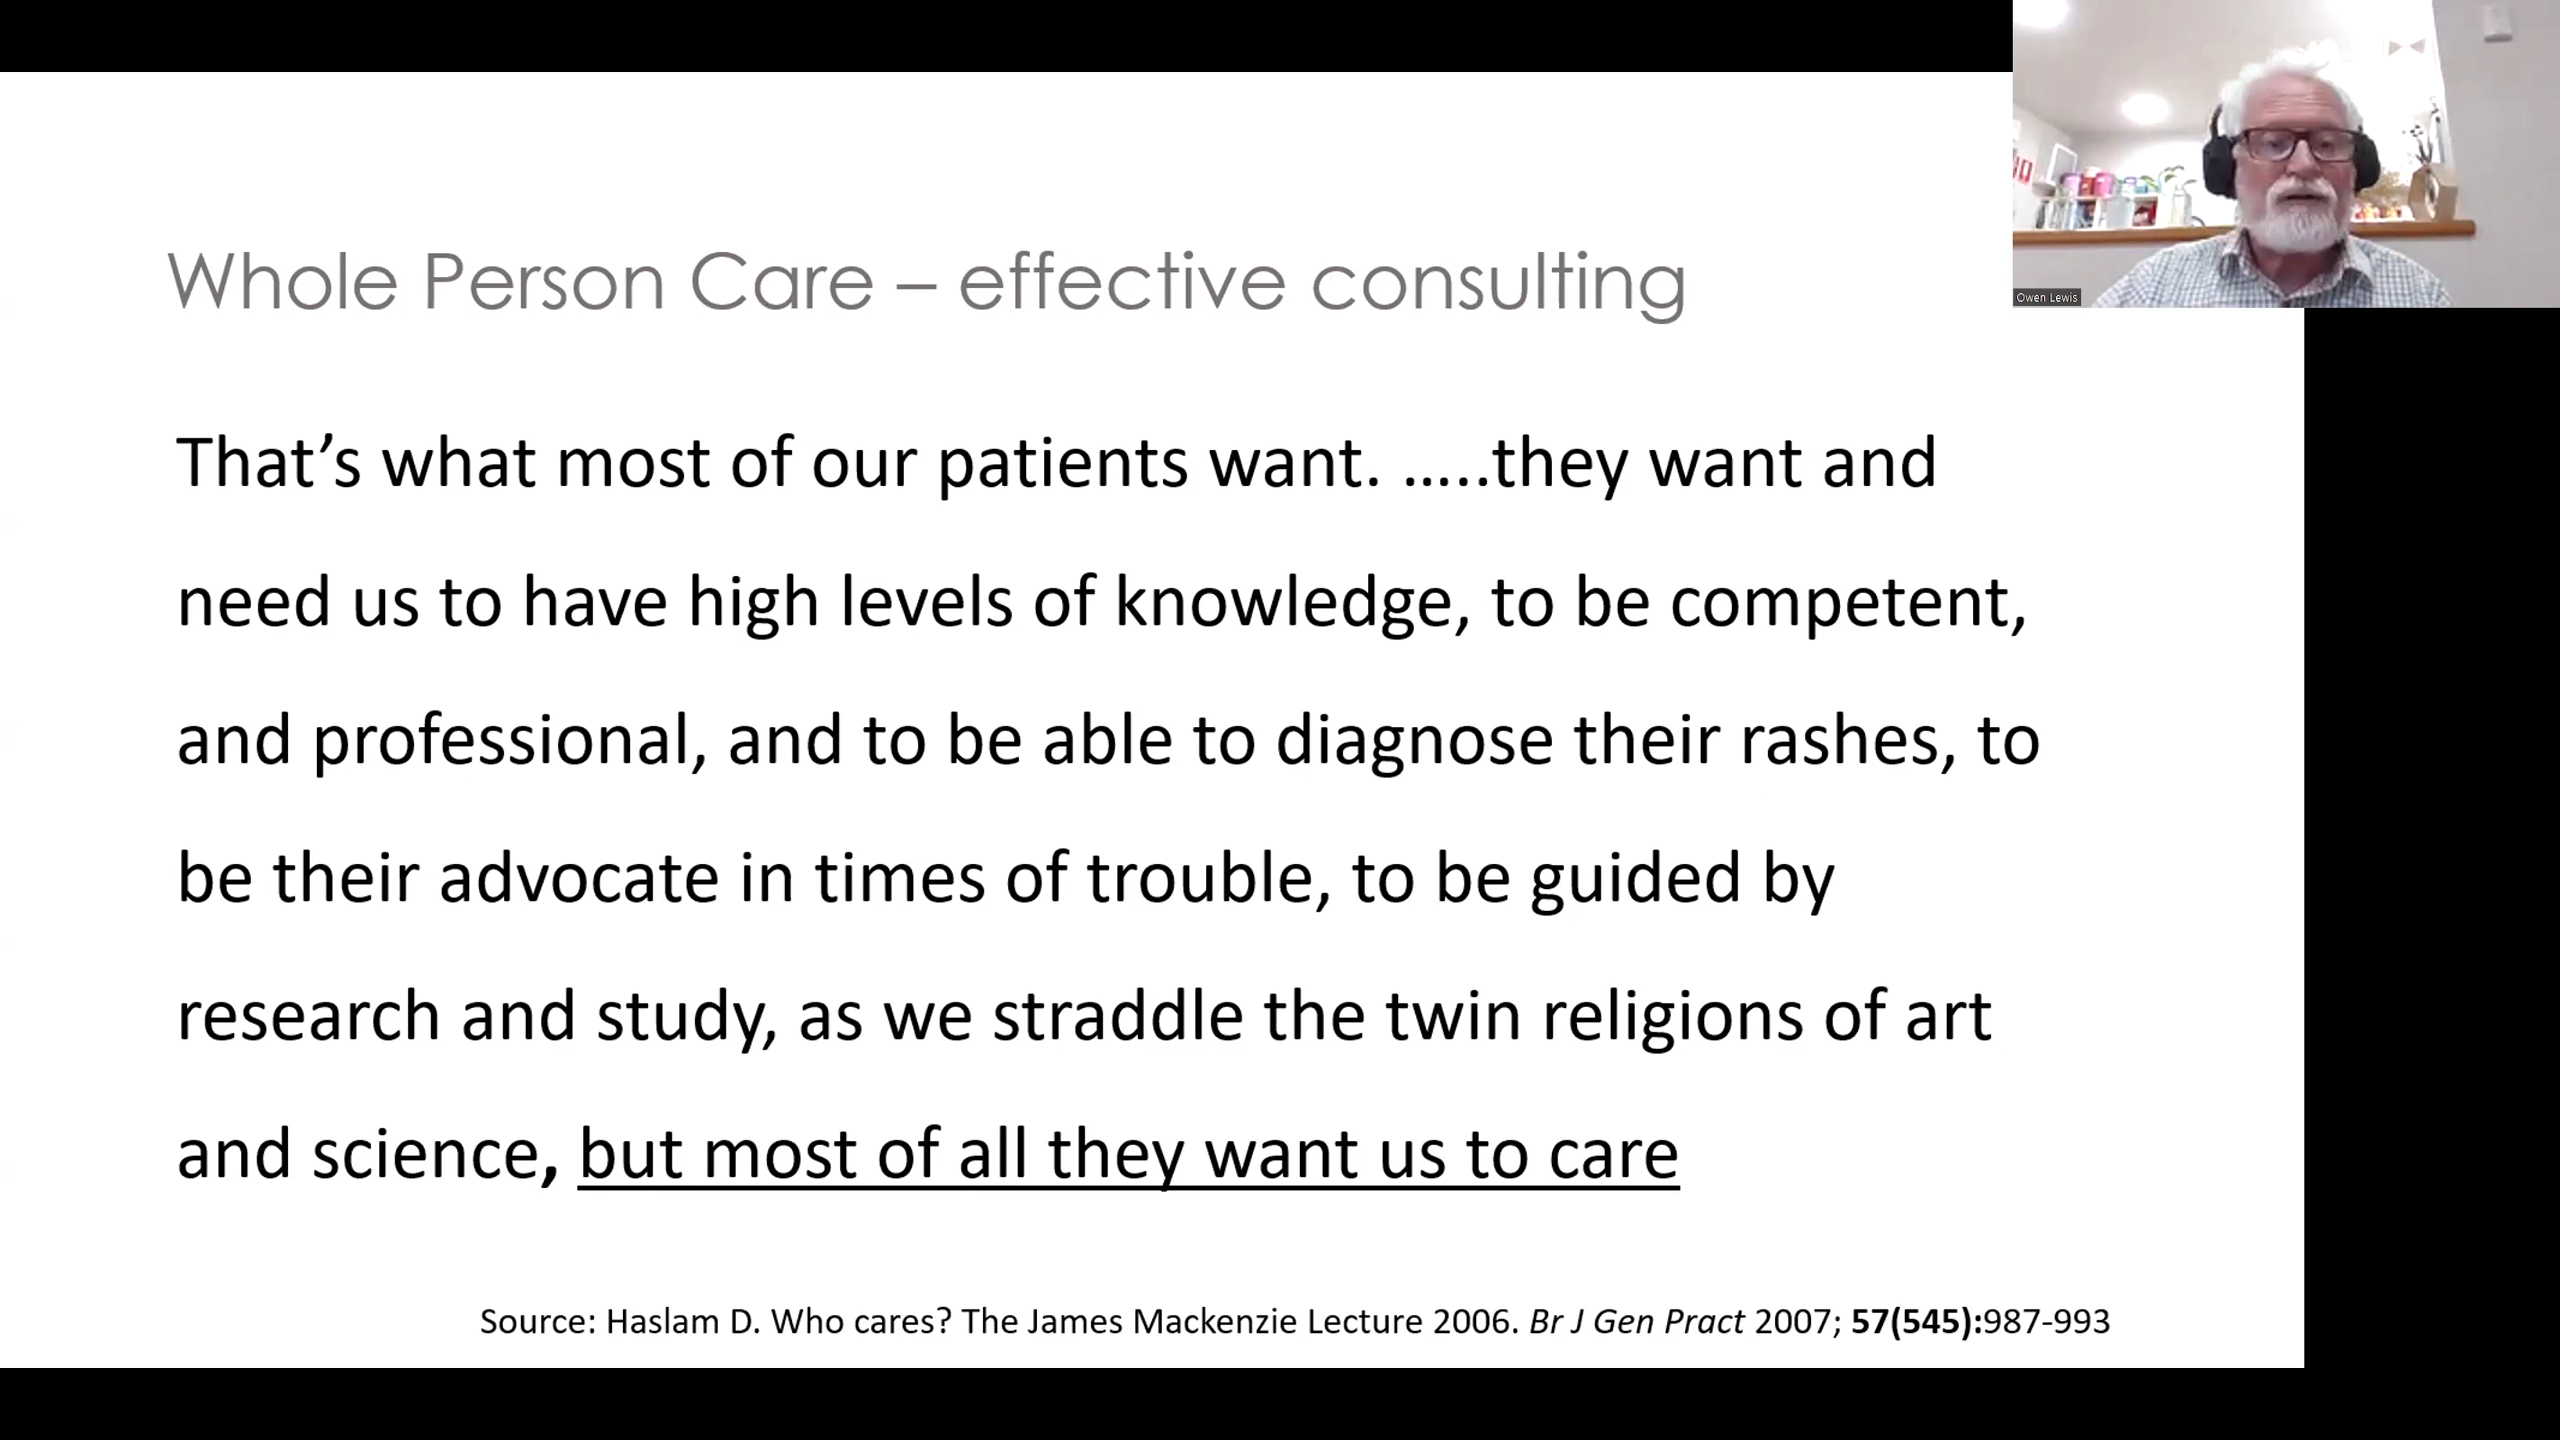 Whole Person Care – effective consulting
That’s what most of our patients want. …..they want and
need us to have high levels of knowledge, to be competent,
and professional, and to be able to diagnose their rashes, to
be their advocate in times of trouble, to be guided by
research and study, as we straddle the twin religions of art
and science, but most of all they want us to care
Source: Haslam D. Who cares? The James Mackenzie Lecture 2006. Br J Gen Pract 2007; 57(545):987-993
Owen Lewis